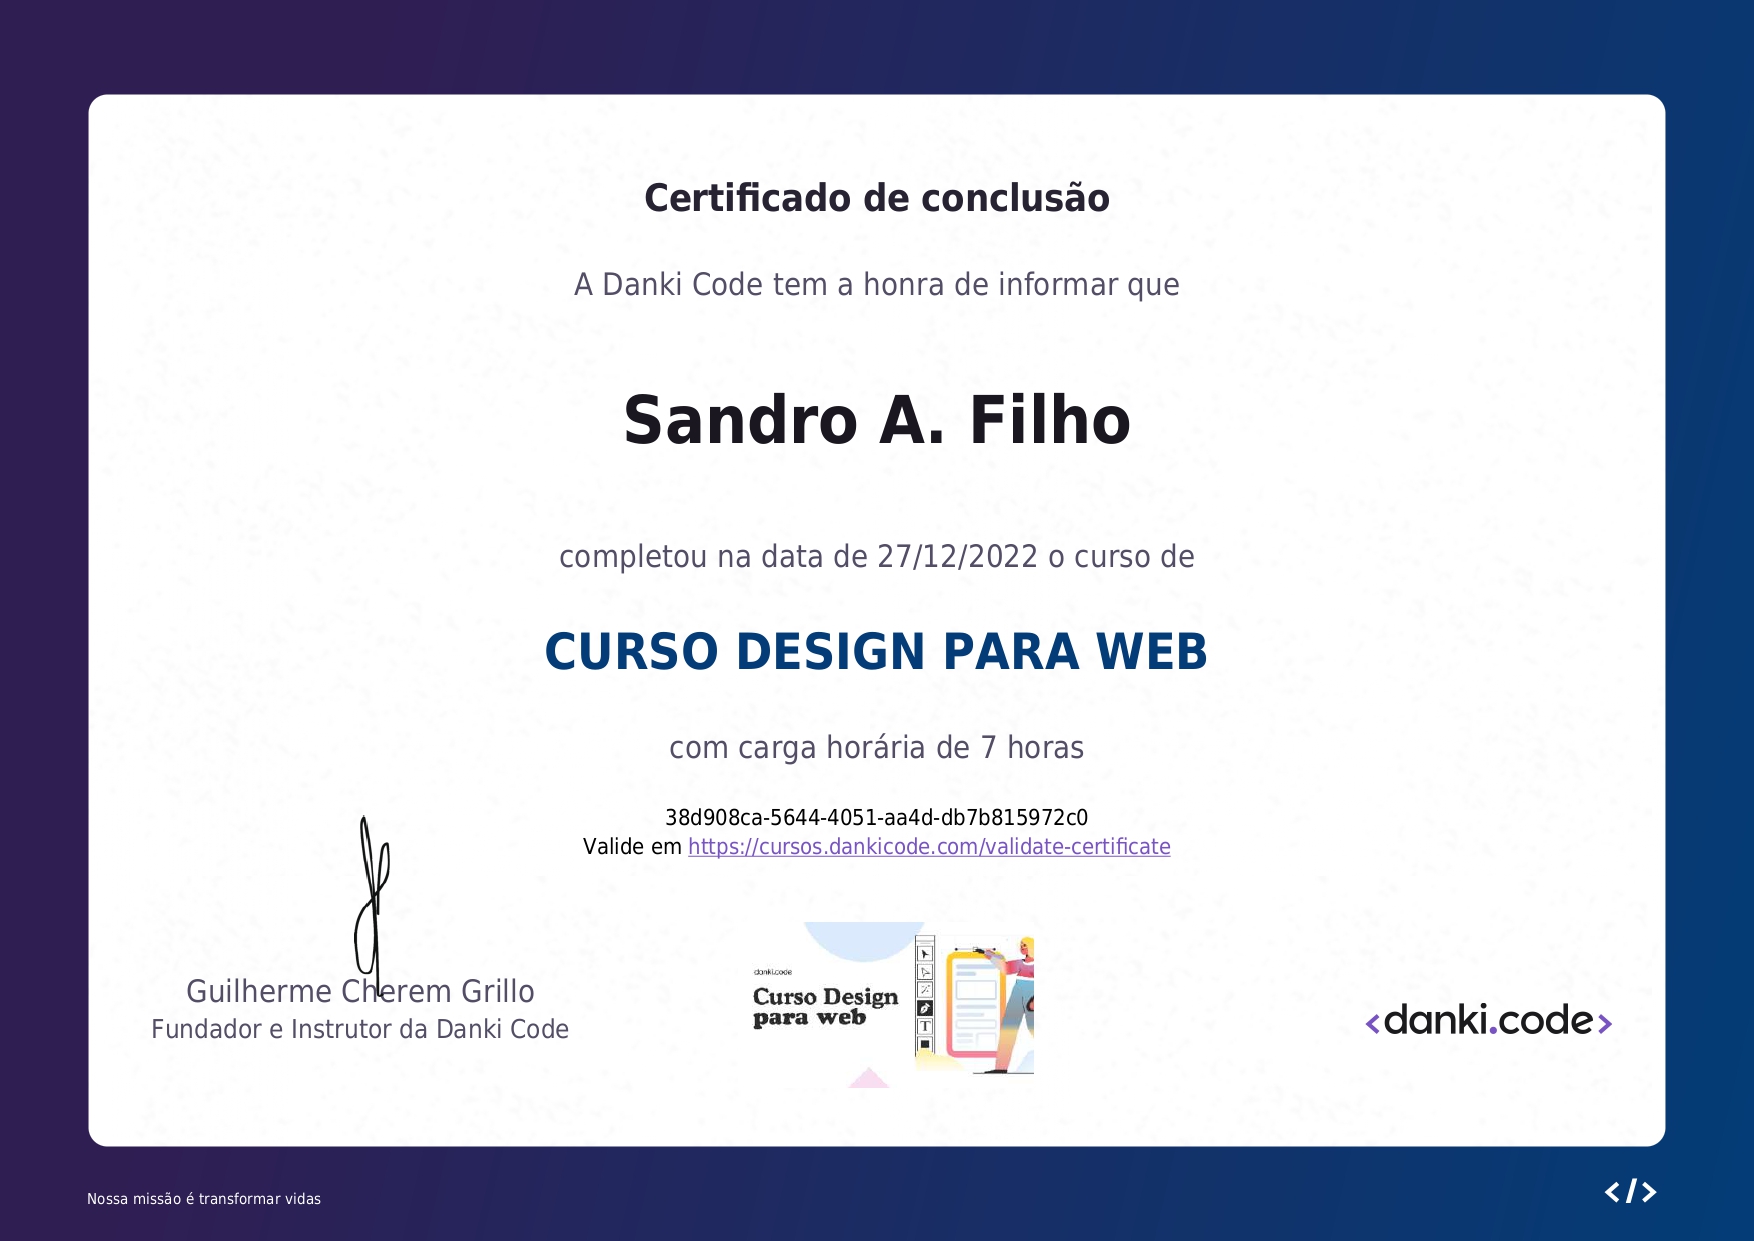 Certificado de conclusão
A Danki Code tem a honra de informar que
Sandro A. Filho
completou na data de 27/12/2022 o curso de
CURSO DESIGN PARA WEB
com carga horária de 7 horas
38d908ca-5644-4051-aa4d-db7b815972c0
Valide em https://cursos.dankicode.com/validate-certificate
Guilherme Cherem Grillo
Fundador e Instrutor da Danki Code
danki.code
Curso Design
para web
T
<danki.code>
Nossa missão é transformar vidas
</>